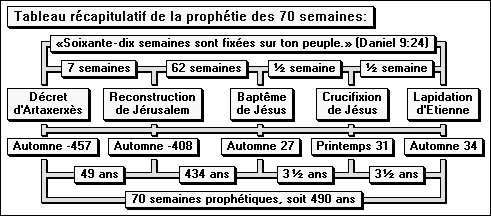 Tableau récapitulatif de la prophétie des 70 semaines:
«Soixante-dix semaines sont fixées sur ton peuple.» (Daniel 9:24)
7 semaines 62 semaines ½ semaine ½ semaine
Décret d'Artaxerxès
Reconstruction de Jérusalem
Baptême de Jésus
Crucifixion de Jésus
Lapidation d'Etienne
Automne -457 Automne -408 Automne 27 Printemps 31 Automne 34
49 ans 434 ans 3½ ans 3½ ans
70 semaines prophétiques, soit 490 ans